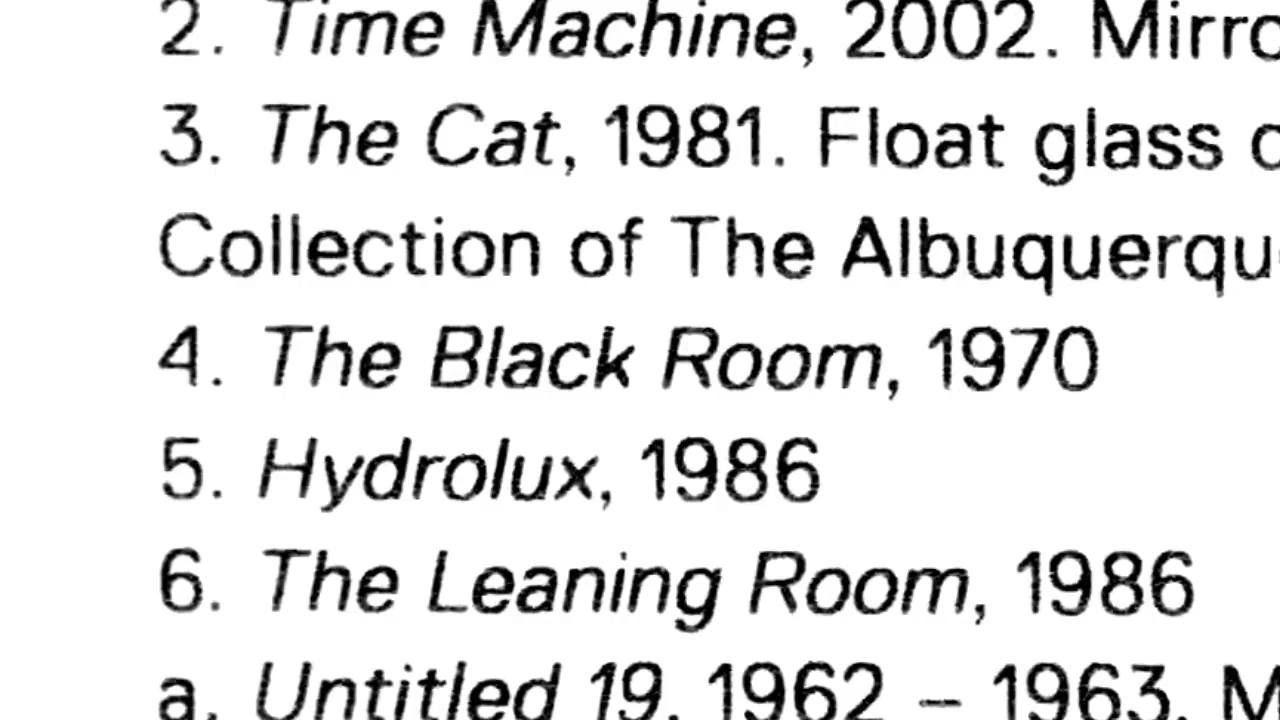 2. Time Machine, 2002. Mirro
3. The Cat, 1981. Float glass
Collection of The Albuquerqu
4. The Black Room, 1970
5. Hydrolux, 1986
6. The Leaning Room, 1986
a. Untitled 19, 1962 – 1963. M